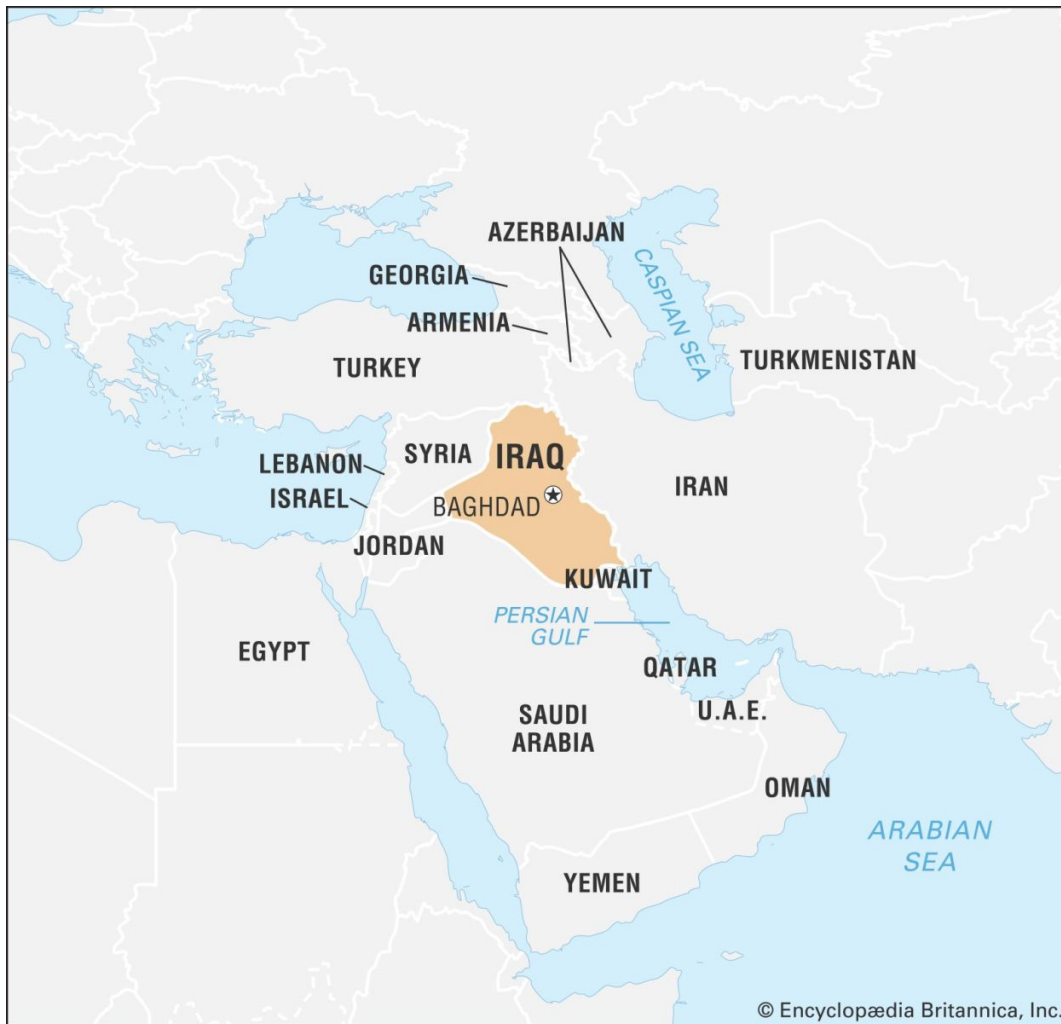 AZERBAIJAN
GEORGIA
CASPIAN SEA
ARMENIA
TURKEY
TURKMENISTAN
SYRIA
IRAQ
LEBANON
IRAN
ISRAEL
BAGHDAD
JORDAN
KUWAIT
PERSIAN
GULF
EGYPT
QATAR
SAUDI
ARABIA
U.A.E.
OMAN
ARABIAN
SEA
YEMEN
© Encyclopædia Britannica, Inc.